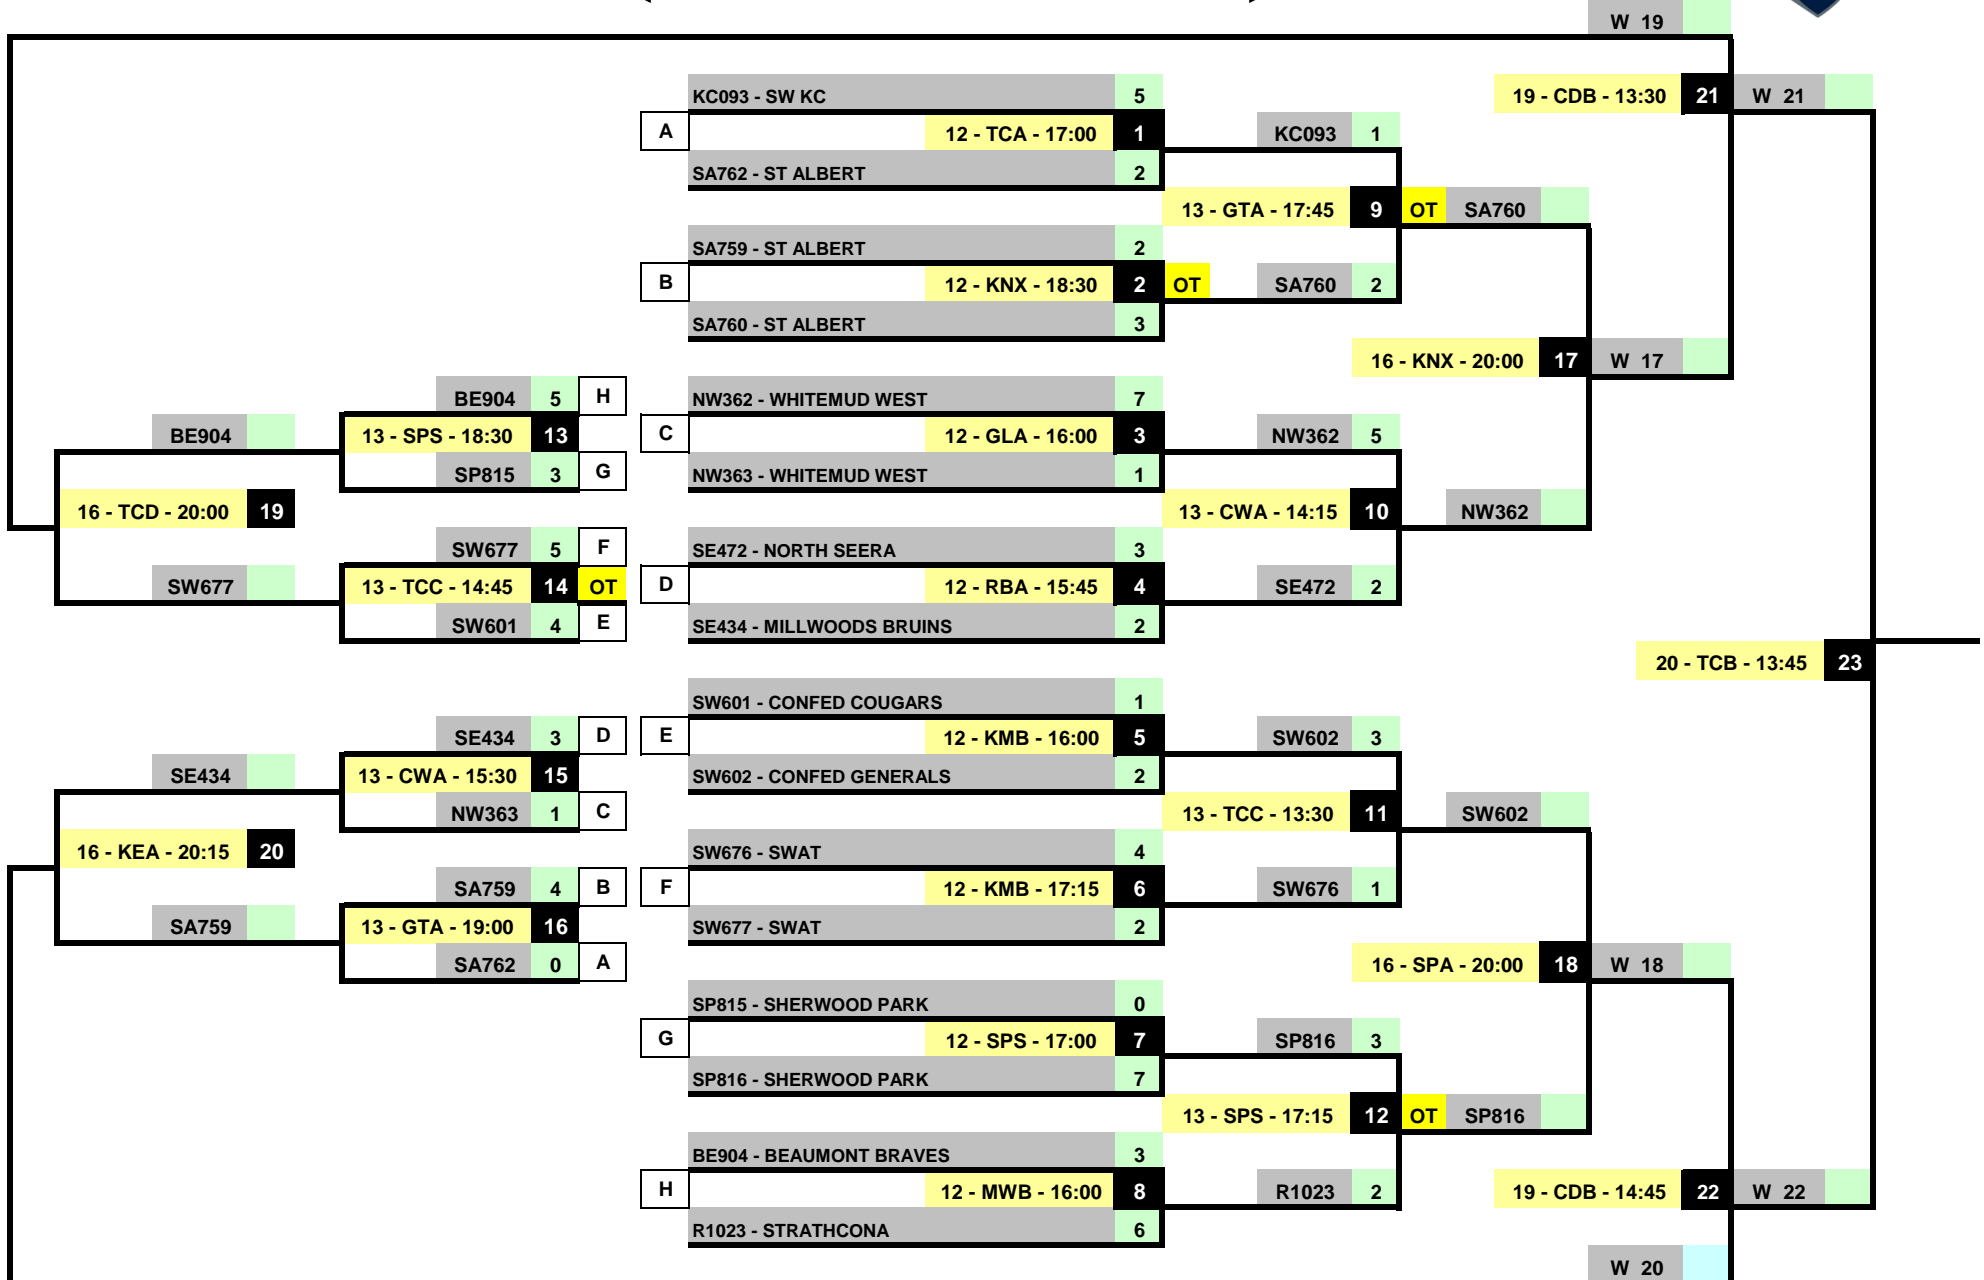 W 19
KC093 - SW KC 5
19 - CDB - 13:30 21 W 21
A 12 - TCA - 17:00 1 KC093 1
SA762 - ST ALBERT 2
13 - GTA - 17:45 9 OT SA760
SA759 - ST ALBERT 2
B 12 - KNX - 18:30 2 OT SA760 2
SA760 - ST ALBERT 3
16 - KNX - 20:00 17 W 17
BE904 5 H NW362 - WHITEMUD WEST 7
BE904 13 - SPS - 18:30 13 C 12 - GLA - 16:00 3 NW362 5
SP815 3 G NW363 - WHITEMUD WEST 1
16 - TCD - 20:00 19 13 - CWA - 14:15 10 NW362
SW677 5 F SE472 - NORTH SEERA 3
SW677 13 - TCC - 14:45 14 OT D 12 - RBA - 15:45 4 SE472 2
SW601 4 E SE434 - MILLWOODS BRUINS 2
20 - TCB - 13:45 23
SW601 - CONFED COUGARS 1
SE434 3 D E 12 - KMB - 16:00 5 SW602 3
SE434 13 - CWA - 15:30 15 SW602 - CONFED GENERALS 2
NW363 1 C 13 - TCC - 13:30 11 SW602
16 - KEA - 20:15 20 SW676 - SWAT 4
SA759 4 B F 12 - KMB - 17:15 6 SW676 1
SA759 13 - GTA - 19:00 16 SW677 - SWAT 2
SA762 0 A 16 - SPA - 20:00 18 W 18
SP815 - SHERWOOD PARK 0
G 12 - SPS - 17:00 7 SP816 3
SP816 - SHERWOOD PARK 7
13 - SPS - 17:15 12 OT SP816
BE904 - BEAUMONT BRAVES 3
H 12 - MWB - 16:00 8 R1023 2 19 - CDB - 14:45 22 W 22
R1023 - STRATHCONA 6
W 20